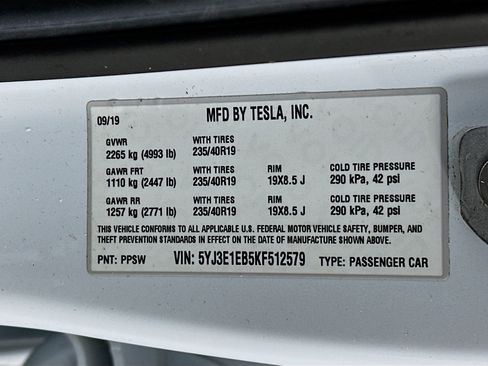 09/19 MFD BY TESLA, INC.
GVWR WITH TIRES
2265 kg (4993 lb) 235/40R19
GAWR FRT WITH TIRES RIM COLD TIRE PRESSURE
1110 kg (2447 lb) 235/40R19 19X8.5 J 290 kPa, 42 psi
GAWR RR WITH TIRES RIM COLD TIRE PRESSURE
1257 kg (2771 lb) 235/40R19 19X8.5 J 290 kPa, 42 psi
THIS VEHICLE CONFORMS TO ALL APPLICABLE U.S. FEDERAL MOTOR VEHICLE SAFETY, BUMPER, AND
THEFT PREVENTION STANDARDS IN EFFECT ON THE DATE OF MANUFACTURE SHOWN ABOVE.
PNT: PPSW VIN: 5YJ3E1EB5KF512579 TYPE: PASSENGER CAR